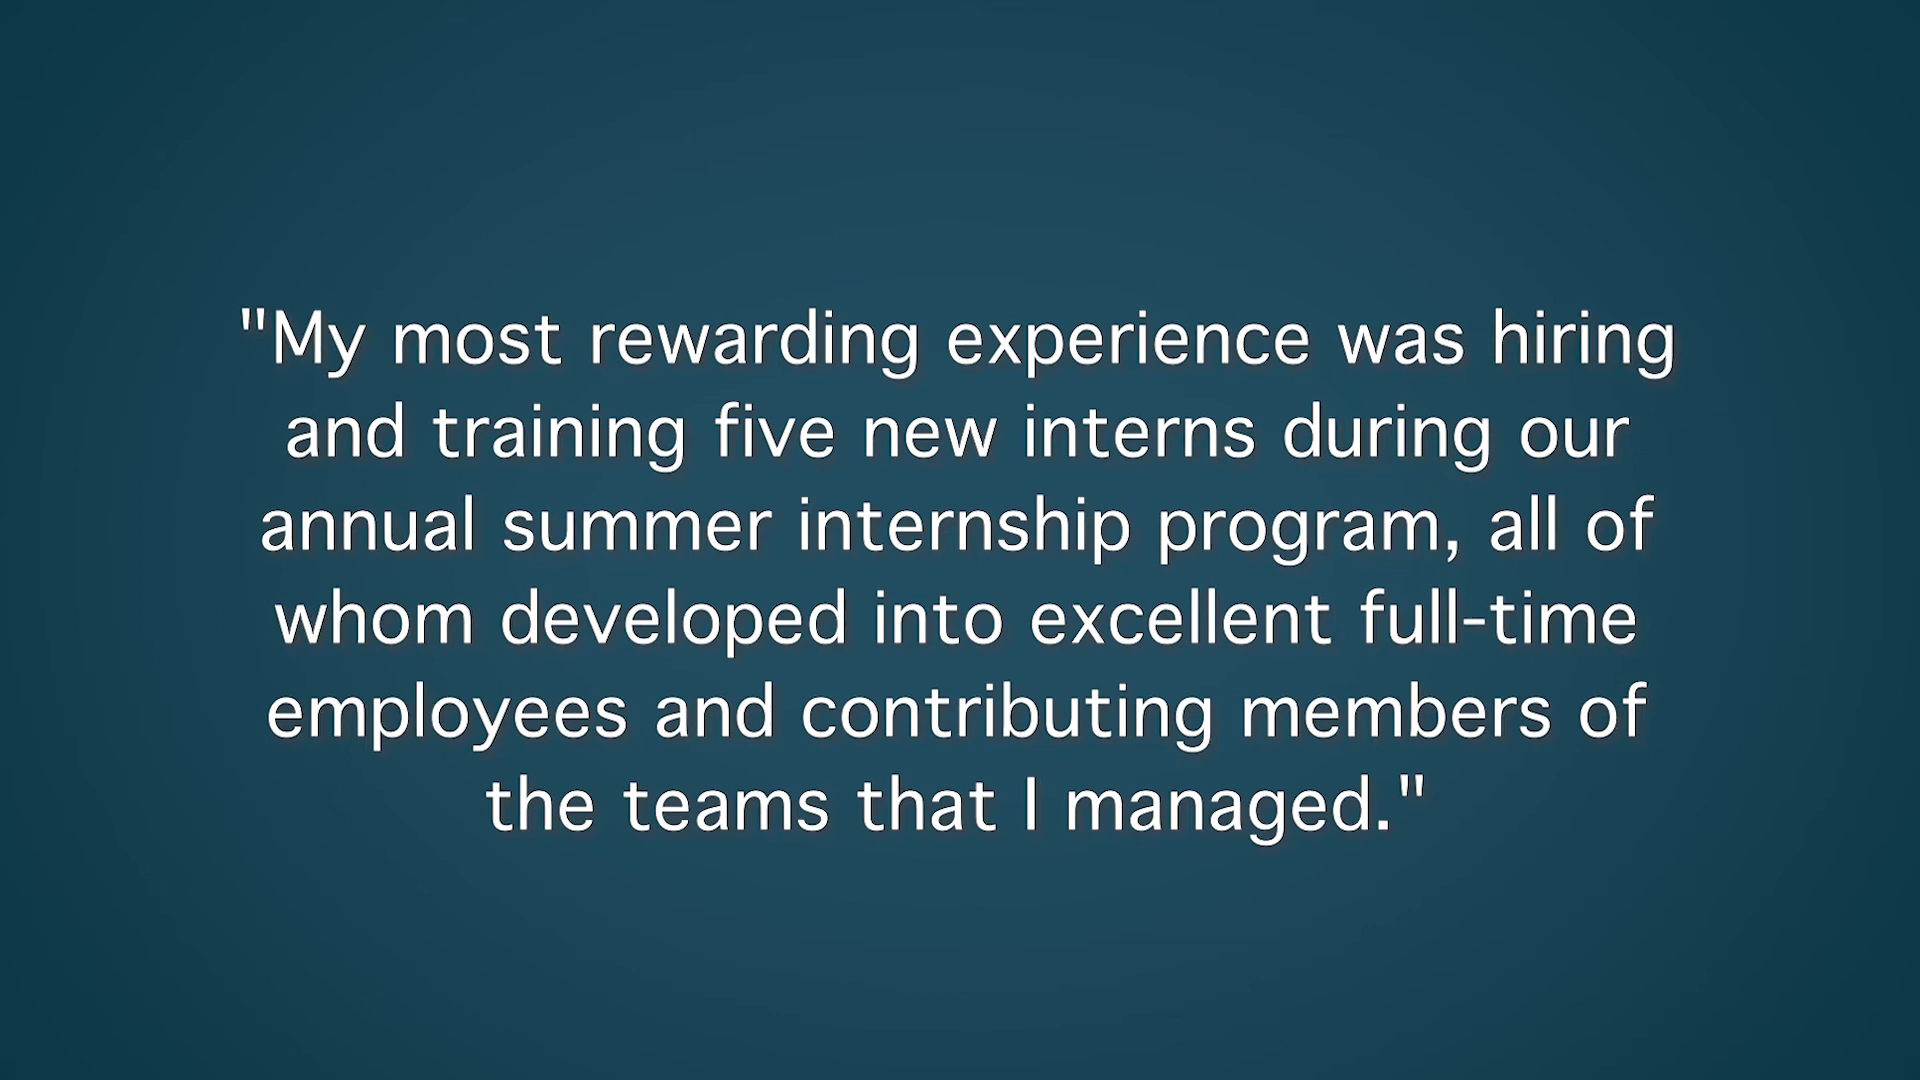 "My most rewarding experience was hiring
and training five new interns during our
annual summer internship program, all of
whom developed into excellent full-time
employees and contributing members of
the teams that I managed."